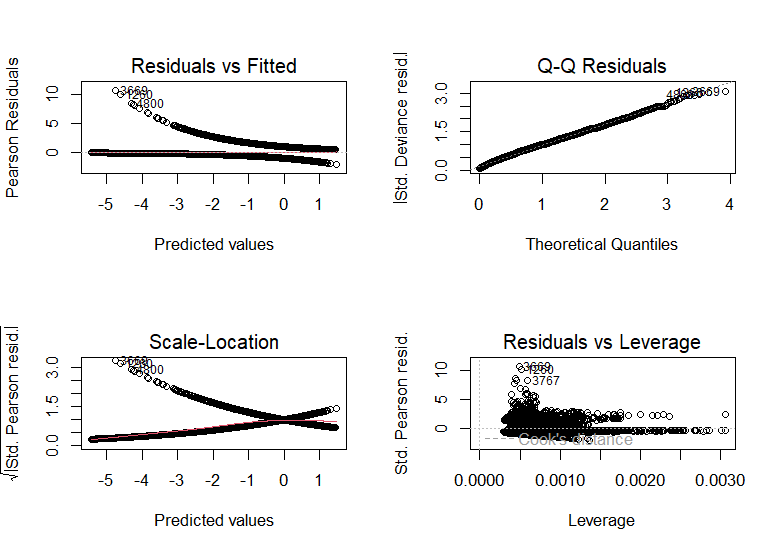 Residuals vs Fitted
Pearson Residuals
0 5 10
3669
1260
4800
-5 -4 -3 -2 -1 0 1
Predicted values
Q-Q Residuals
|Std. Deviance resid.|
0.0 1.5 3.0
3669
0 1 2 3 4
Theoretical Quantiles
Scale-Location
√|Std. Pearson resid.|
0.0 1.5 3.0
3669
1260
4800
-5 -4 -3 -2 -1 0 1
Predicted values
Residuals vs Leverage
Std. Pearson resid.
0 5 10
3669
1260
3767
Cook's distance
0.0000 0.0010 0.0020 0.0030
Leverage